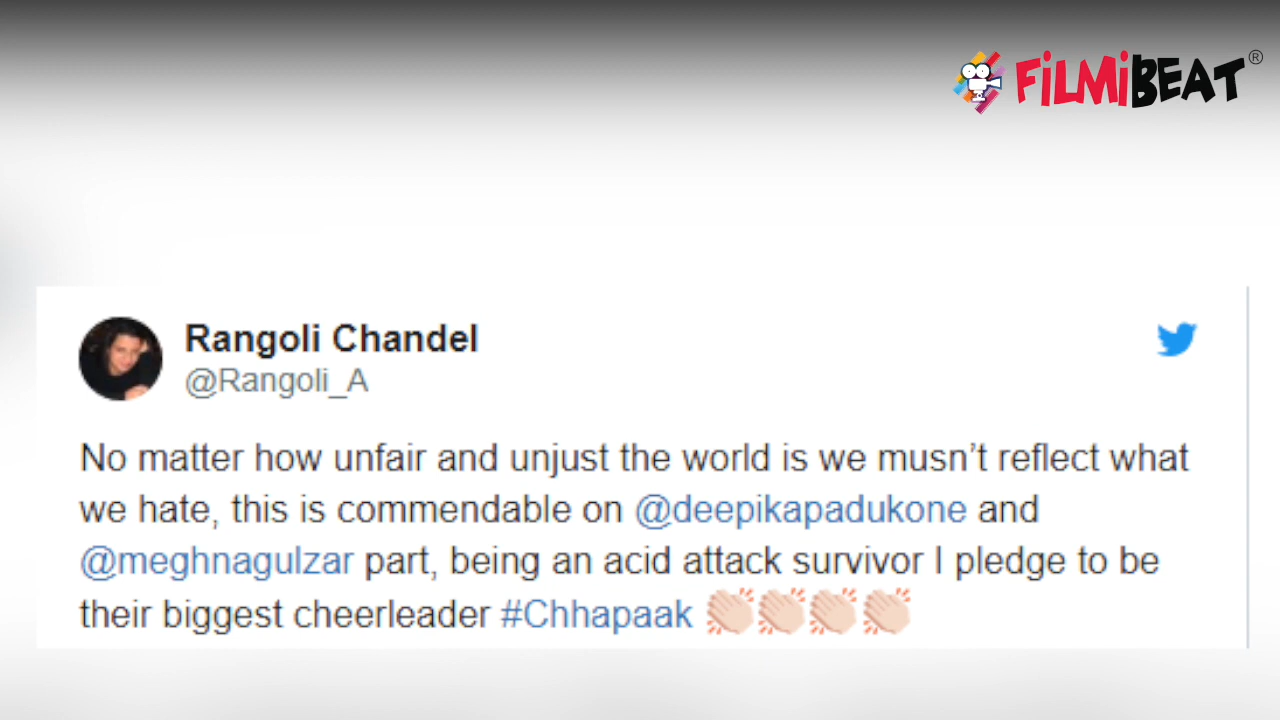 FiLMiBEAT®
Rangoli Chandel
@Rangoli_A
No matter how unfair and unjust the world is we musn’t reflect what
we hate, this is commendable on @deepikapadukone and
@meghnagulzar part, being an acid attack survivor I pledge to be
their biggest cheerleader #Chhapaak 👏🏻👏🏻👏🏻👏🏻